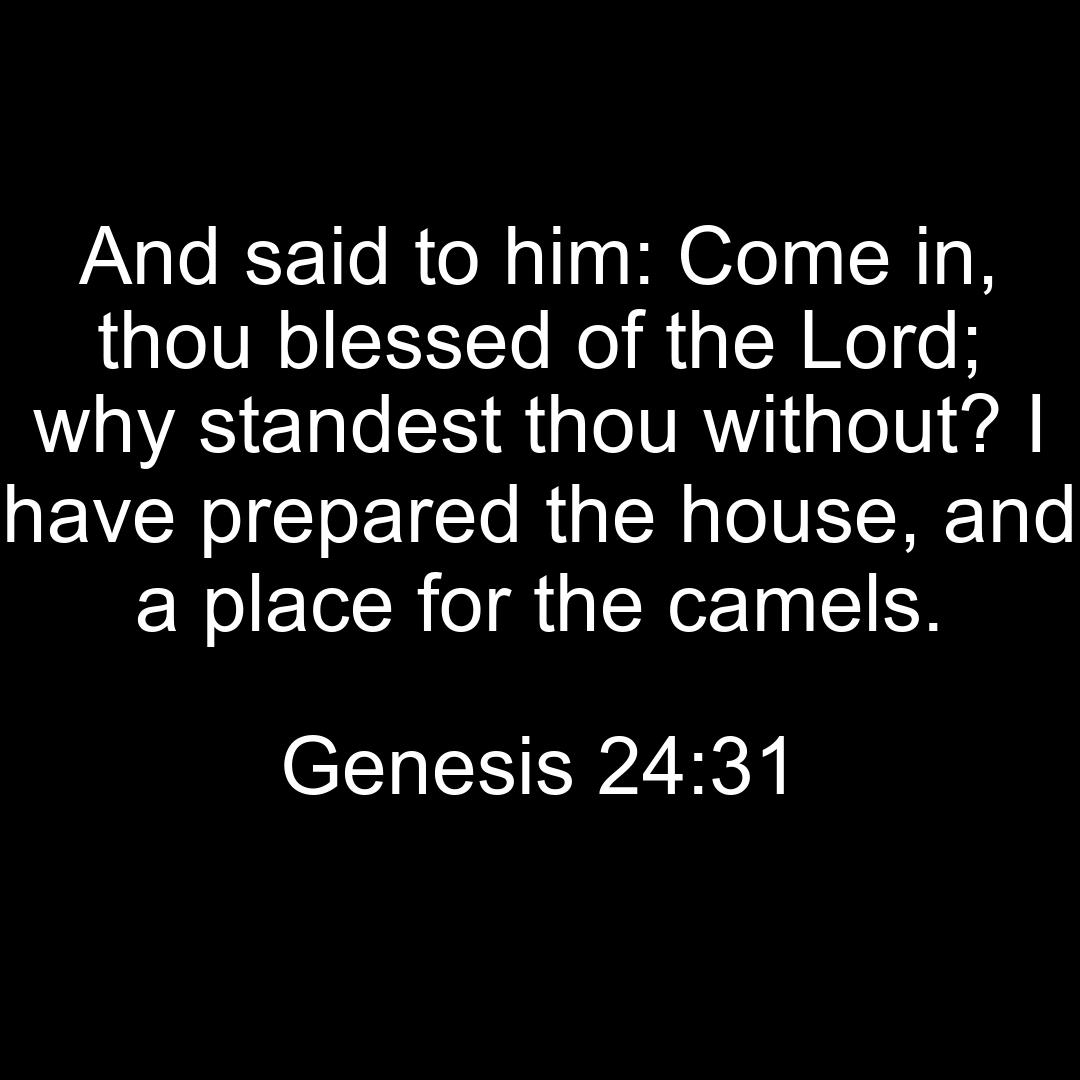 And said to him: Come in,
thou blessed of the Lord;
why standest thou without? I
have prepared the house, and
a place for the camels.
Genesis 24:31